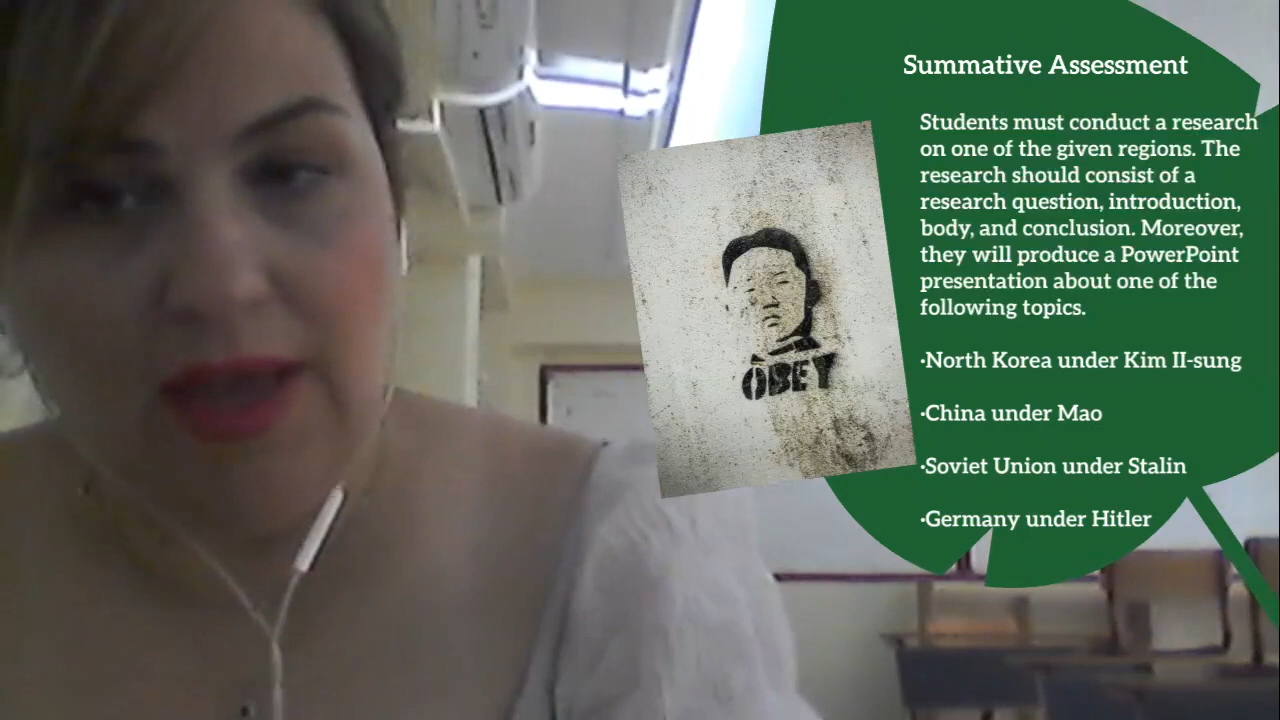 Summative Assessment
Students must conduct a research
on one of the given regions. The
research should consist of a
research question, introduction,
body, and conclusion. Moreover,
they will produce a PowerPoint
presentation about one of the
following topics.
·North Korea under Kim II-sung
·China under Mao
·Soviet Union under Stalin
·Germany under Hitler
OBEY